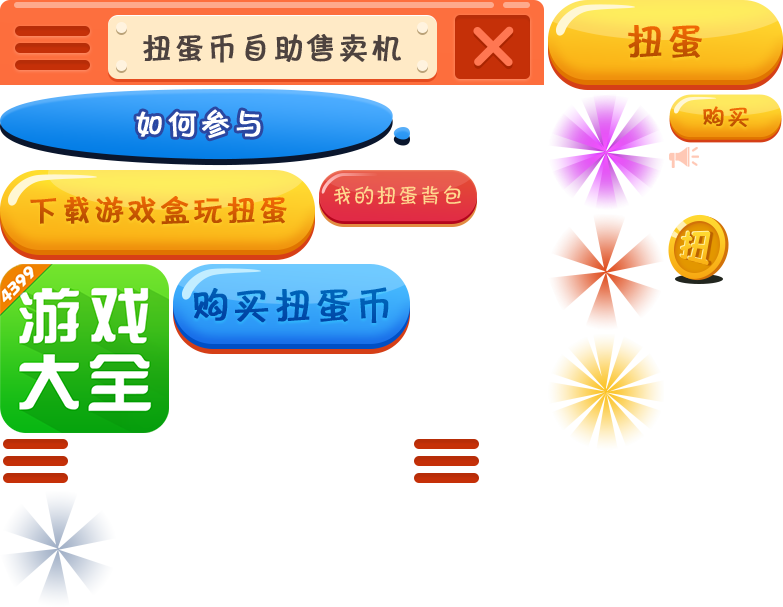 扭蛋币自助售卖机
扭蛋
如何参与
购买
下载游戏盒玩扭蛋
我的扭蛋背包
扭
4399
游戏
大全
购买扭蛋币